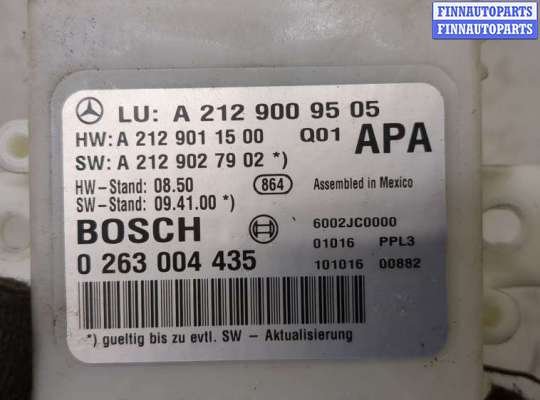 FINNAUTOPARTS
FINNAUTOPARTS
LU: A 212 900 95 05
HW: A 212 901 15 00 Q01 APA
SW: A 212 902 79 02 *)
HW-Stand: 08.50 864 Assembled in Mexico
SW-Stand: 09.41.00 *)
BOSCH 6002JC0000
01016 PPL3
0 263 004 435 101016 00882
*) gueltig bis zu evtl. SW – Aktualisierung